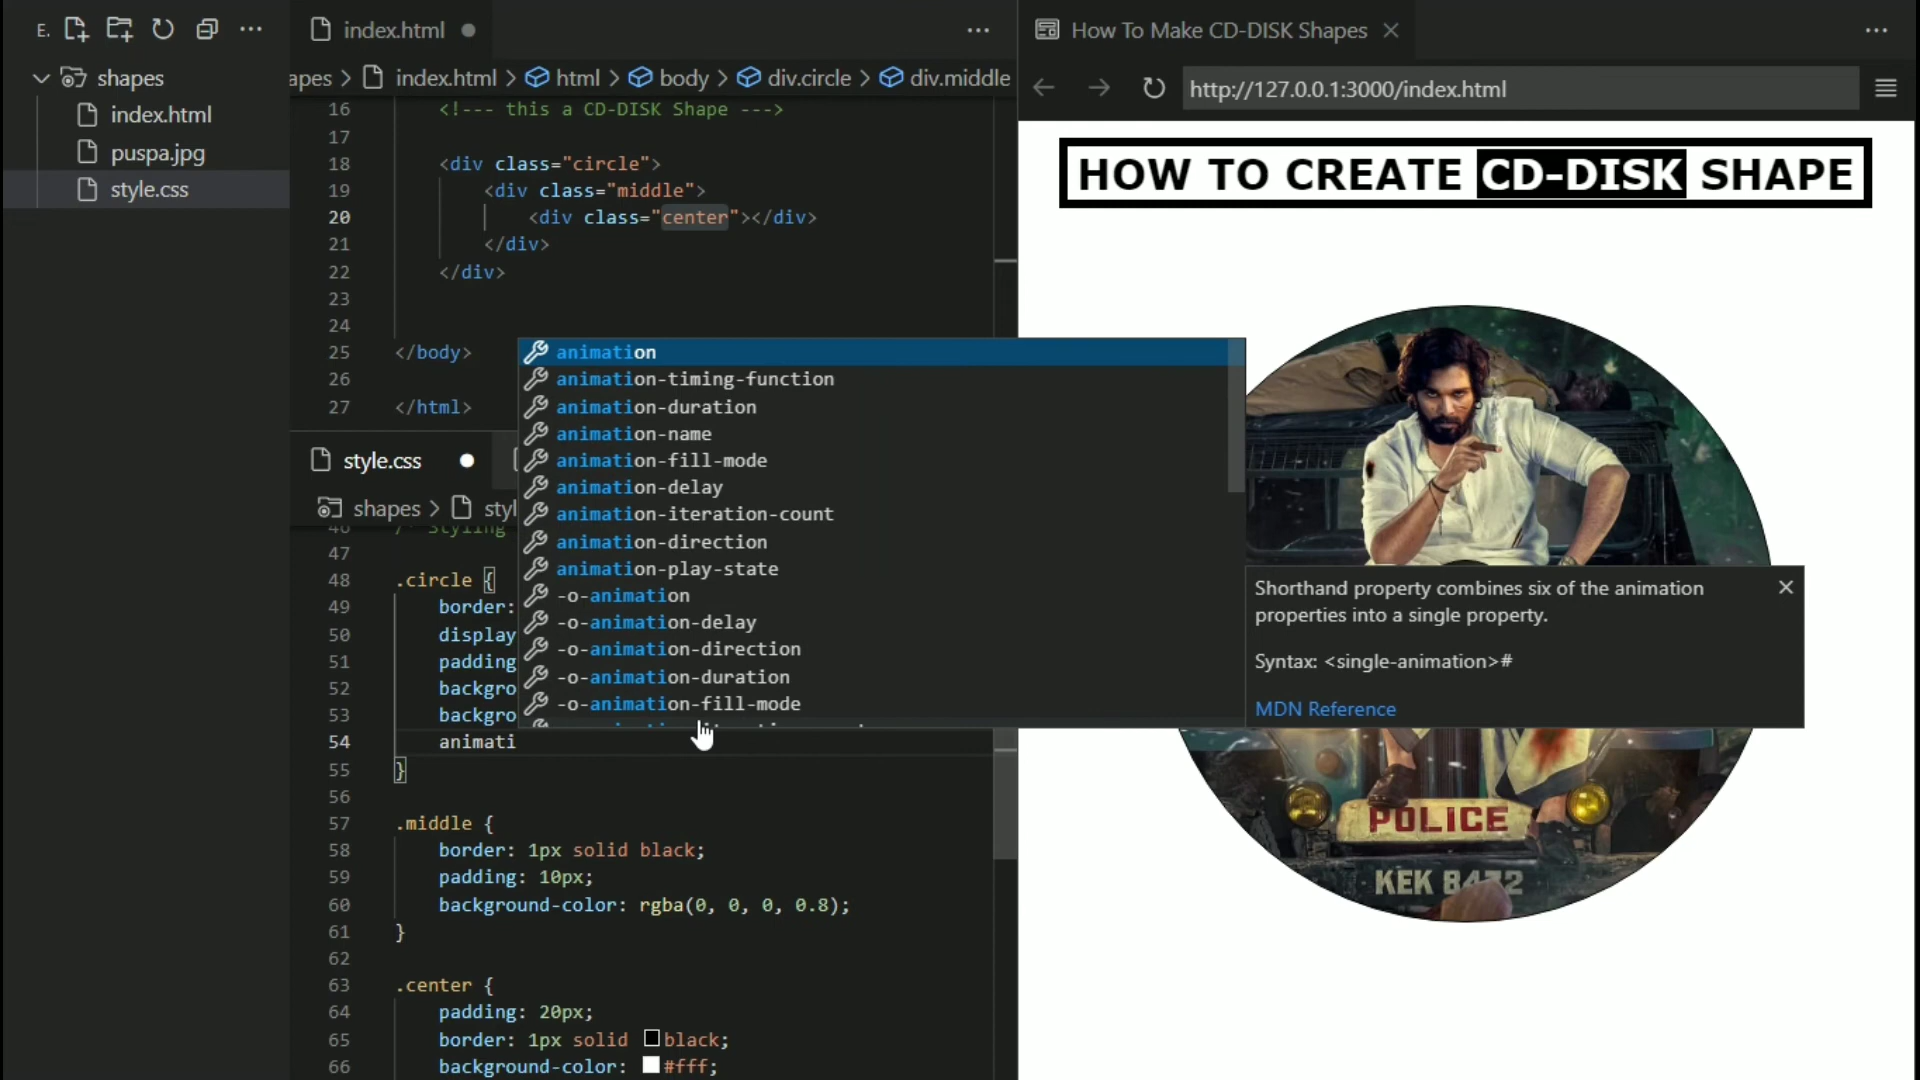 E.
shapes
index.html
puspa.jpg
style.css
index.html
apes > index.html > html > body > div.circle > div.middle
16 <!--- this a CD-DISK Shape --->
17
18 <div class="circle">
19 <div class="middle">
20 <div class="center"></div>
21 </div>
22 </div>
23
24
25 </body>
26
27 </html>
style.css
shapes > styl
46 /* Styling
47
48 .circle {
49 border:
50 display
51 padding
52 backgro
53 backgro
54 animati
55 }
56
57 .middle {
58 border: 1px solid black;
59 padding: 10px;
60 background-color: rgba(0, 0, 0, 0.8);
61 }
62
63 .center {
64 padding: 20px;
65 border: 1px solid black;
66 background-color: #fff;
animation
animation-timing-function
animation-duration
animation-name
animation-fill-mode
animation-delay
animation-iteration-count
animation-direction
animation-play-state
-o-animation
-o-animation-delay
-o-animation-direction
-o-animation-duration
-o-animation-fill-mode
Shorthand property combines six of the animation
properties into a single property.
Syntax: <single-animation>#
MDN Reference
How To Make CD-DISK Shapes
http://127.0.0.1:3000/index.html
HOW TO CREATE CD-DISK SHAPE
POLICE
KEK 8472